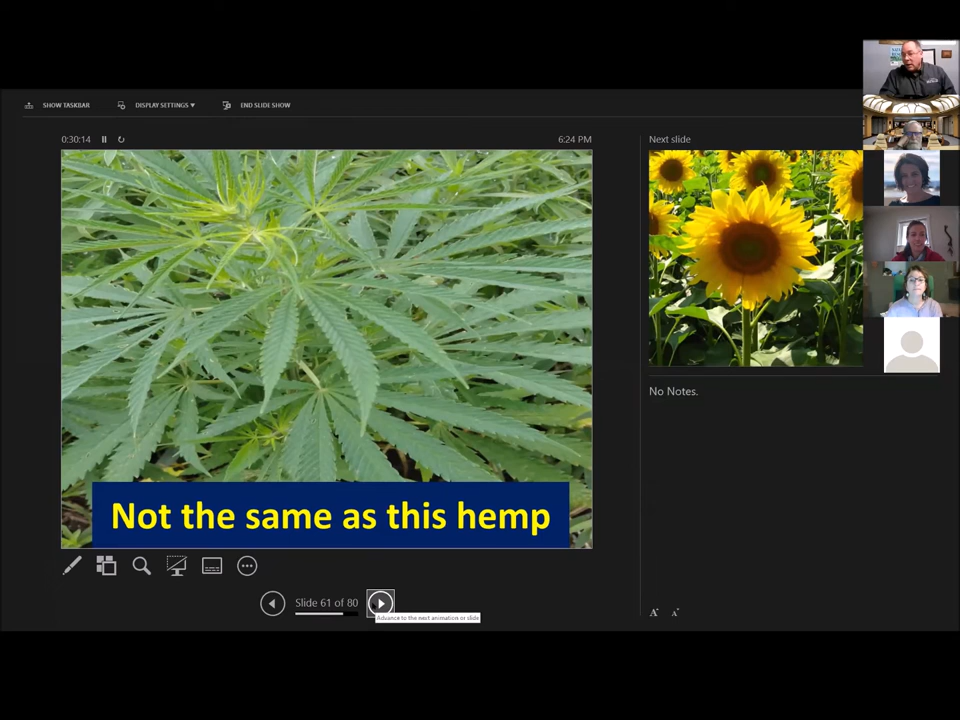 SHOW TASKBAR
DISPLAY SETTINGS ▾
END SLIDE SHOW
0:30:14
6:24 PM
Next slide
Not the same as this hemp
No Notes.
Slide 61 of 80
Advance to the next animation or slide
A A